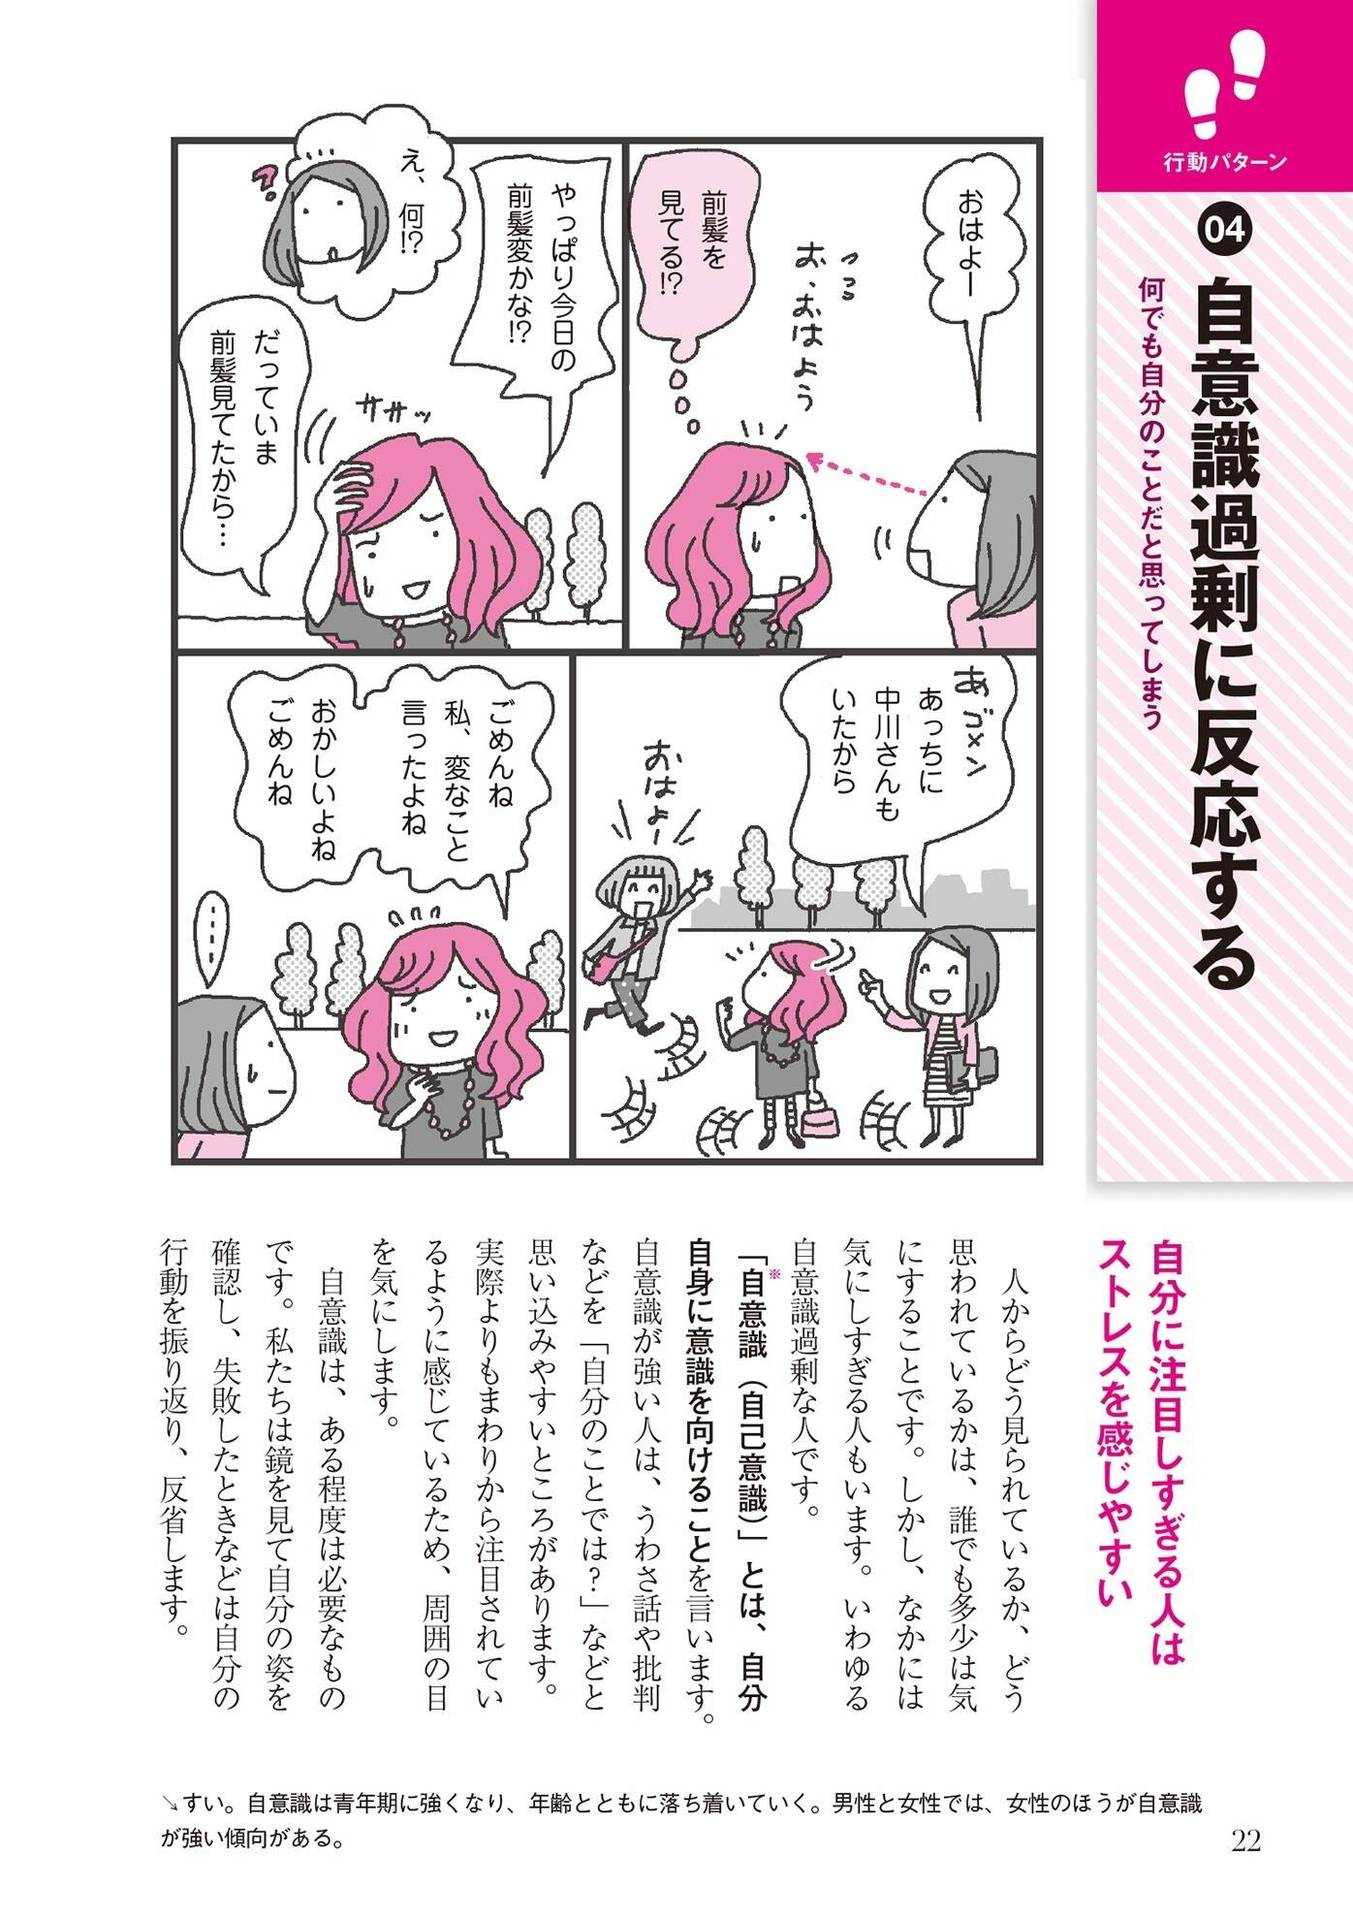 行動パターン
04
自意識過剰に反応する
何でも自分のことだと思ってしまう
おはよー
つつる
お、おはよう
前髪を
見てる!?
やっぱり今日の
前髪変かな!?
え、何!?
ササッ
だっていま
前髪見てたから…
あゴメン
あっちに
中川さんも
いたから
おはよー
ごめんね
私、変なこと
言ったよね
おかしいよね
ごめんね
……
自分に注目しすぎる人は
ストレスを感じやすい
人からどう見られているか、どう
思われているかは、誰でも多少は気
にすることです。しかし、なかには
気にしすぎる人もいます。いわゆる
自意識過剰な人です。
「自意識※（自己意識）」とは、自分
自身に意識を向けることを言います。
自意識が強い人は、うわさ話や批判
などを「自分のことでは？」などと
思い込みやすいところがあります。
実際よりもまわりから注目されてい
るように感じているため、周囲の目
を気にします。
自意識は、ある程度は必要なもの
です。私たちは鏡を見て自分の姿を
確認し、失敗したときなどは自分の
行動を振り返り、反省します。
↘すい。自意識は青年期に強くなり、年齢とともに落ち着いていく。男性と女性では、女性のほうが自意識
が強い傾向がある。
22